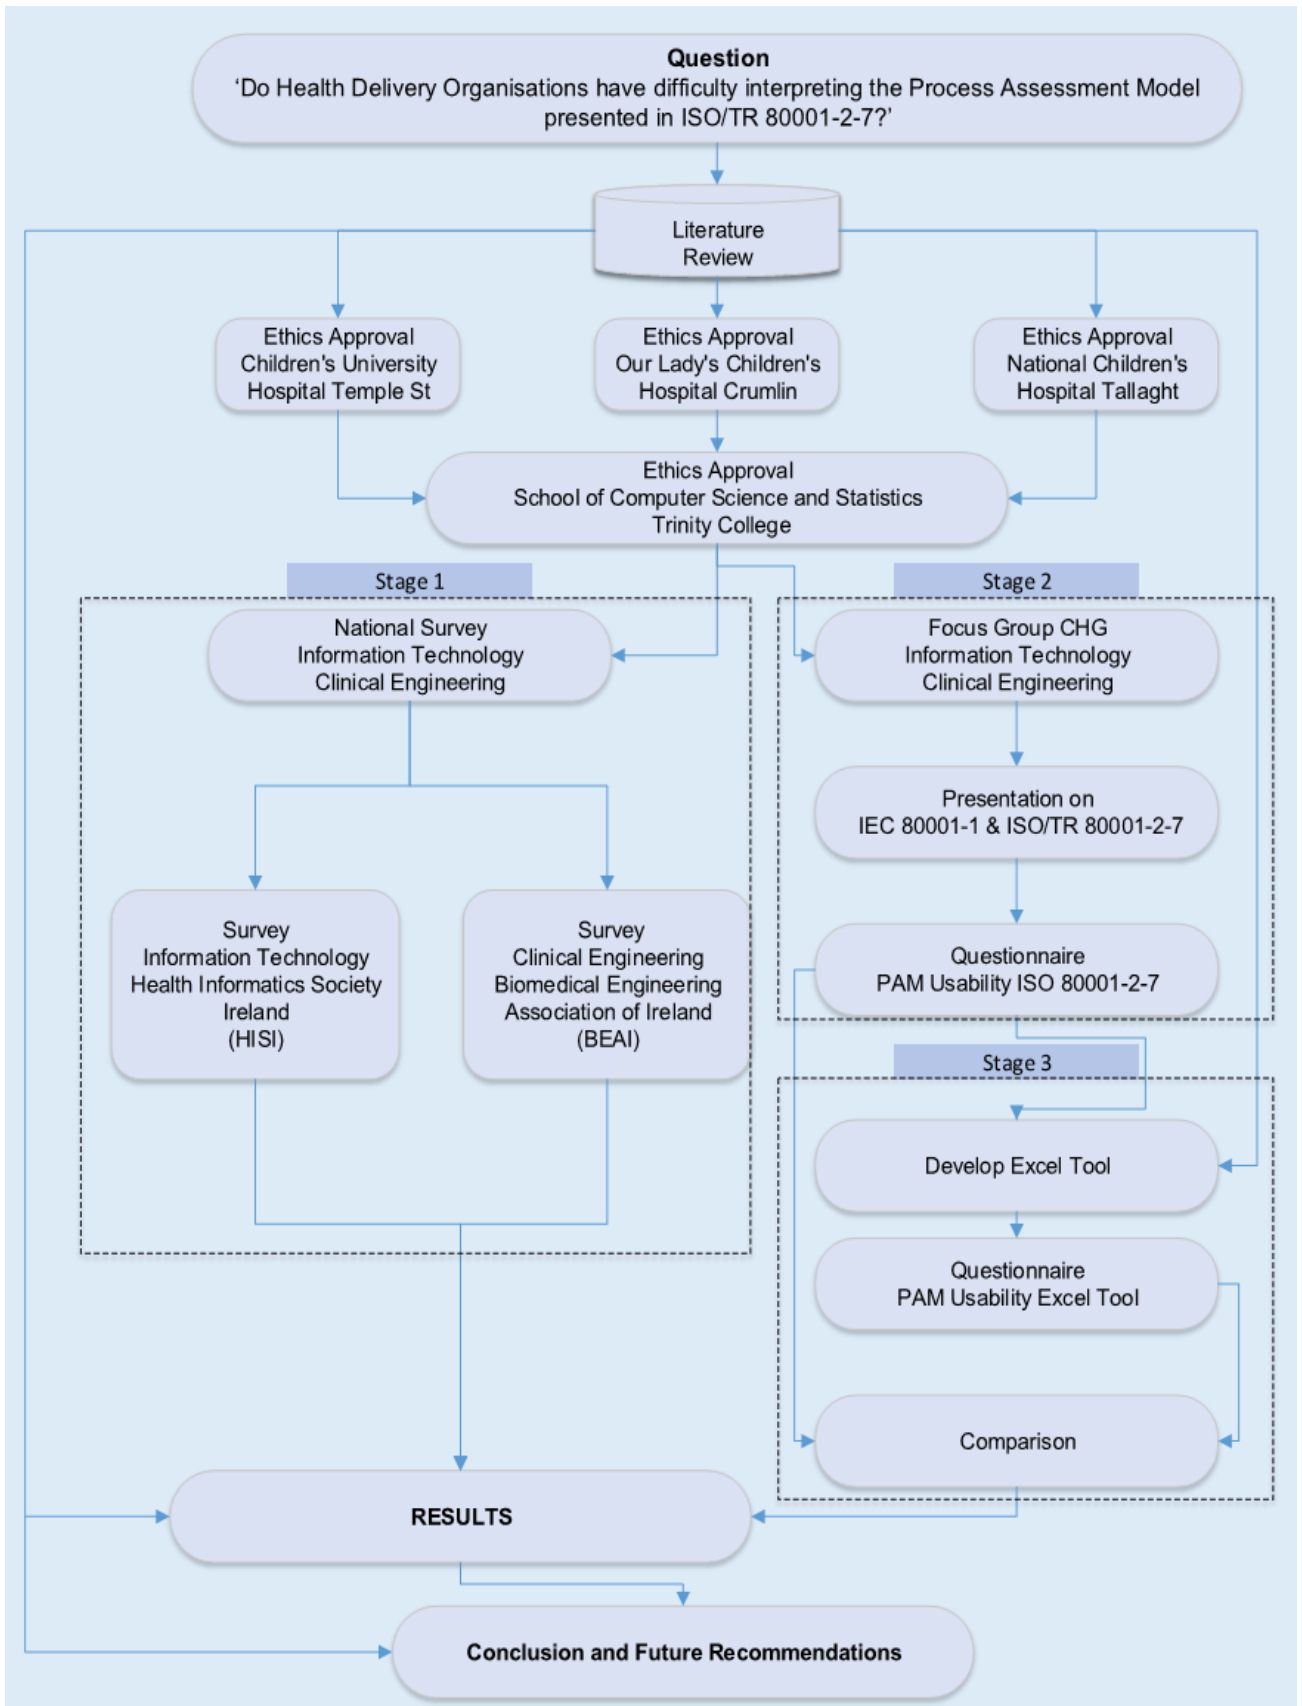 Question
‘Do Health Delivery Organisations have difficulty interpreting the Process Assessment Model
presented in ISO/TR 80001-2-7?’
Literature
Review
Ethics Approval
Children's University
Hospital Temple St
Ethics Approval
Our Lady's Children's
Hospital Crumlin
Ethics Approval
National Children's
Hospital Tallaght
Ethics Approval
School of Computer Science and Statistics
Trinity College
Stage 1
National Survey
Information Technology
Clinical Engineering
Survey
Information Technology
Health Informatics Society
Ireland
(HISI)
Survey
Clinical Engineering
Biomedical Engineering
Association of Ireland
(BEAI)
Stage 2
Focus Group CHG
Information Technology
Clinical Engineering
Presentation on
IEC 80001-1 & ISO/TR 80001-2-7
Questionnaire
PAM Usability ISO 80001-2-7
Stage 3
Develop Excel Tool
Questionnaire
PAM Usability Excel Tool
Comparison
RESULTS
Conclusion and Future Recommendations